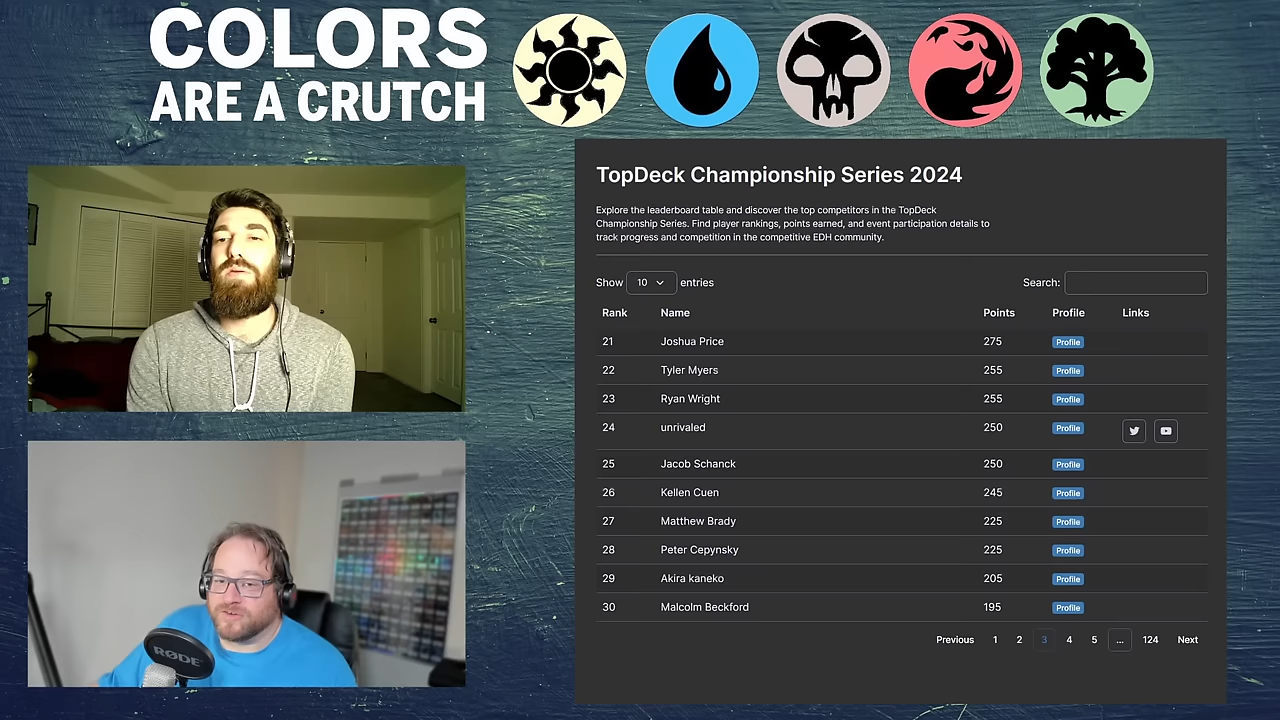 COLORS
ARE A CRUTCH
TopDeck Championship Series 2024
Explore the leaderboard table and discover the top competitors in the TopDeck
Championship Series. Find player rankings, points earned, and event participation details to
track progress and competition in the competitive EDH community.
Show 10 entries Search:
Rank Name Points Profile Links
21 Joshua Price 275 Profile
22 Tyler Myers 255 Profile
23 Ryan Wright 255 Profile
24 unrivaled 250 Profile
25 Jacob Schanck 250 Profile
26 Kellen Cuen 245 Profile
27 Matthew Brady 225 Profile
28 Peter Cepynsky 225 Profile
29 Akira kaneko 205 Profile
30 Malcolm Beckford 195 Profile
Previous 1 2 3 4 5 ... 124 Next
RØDE